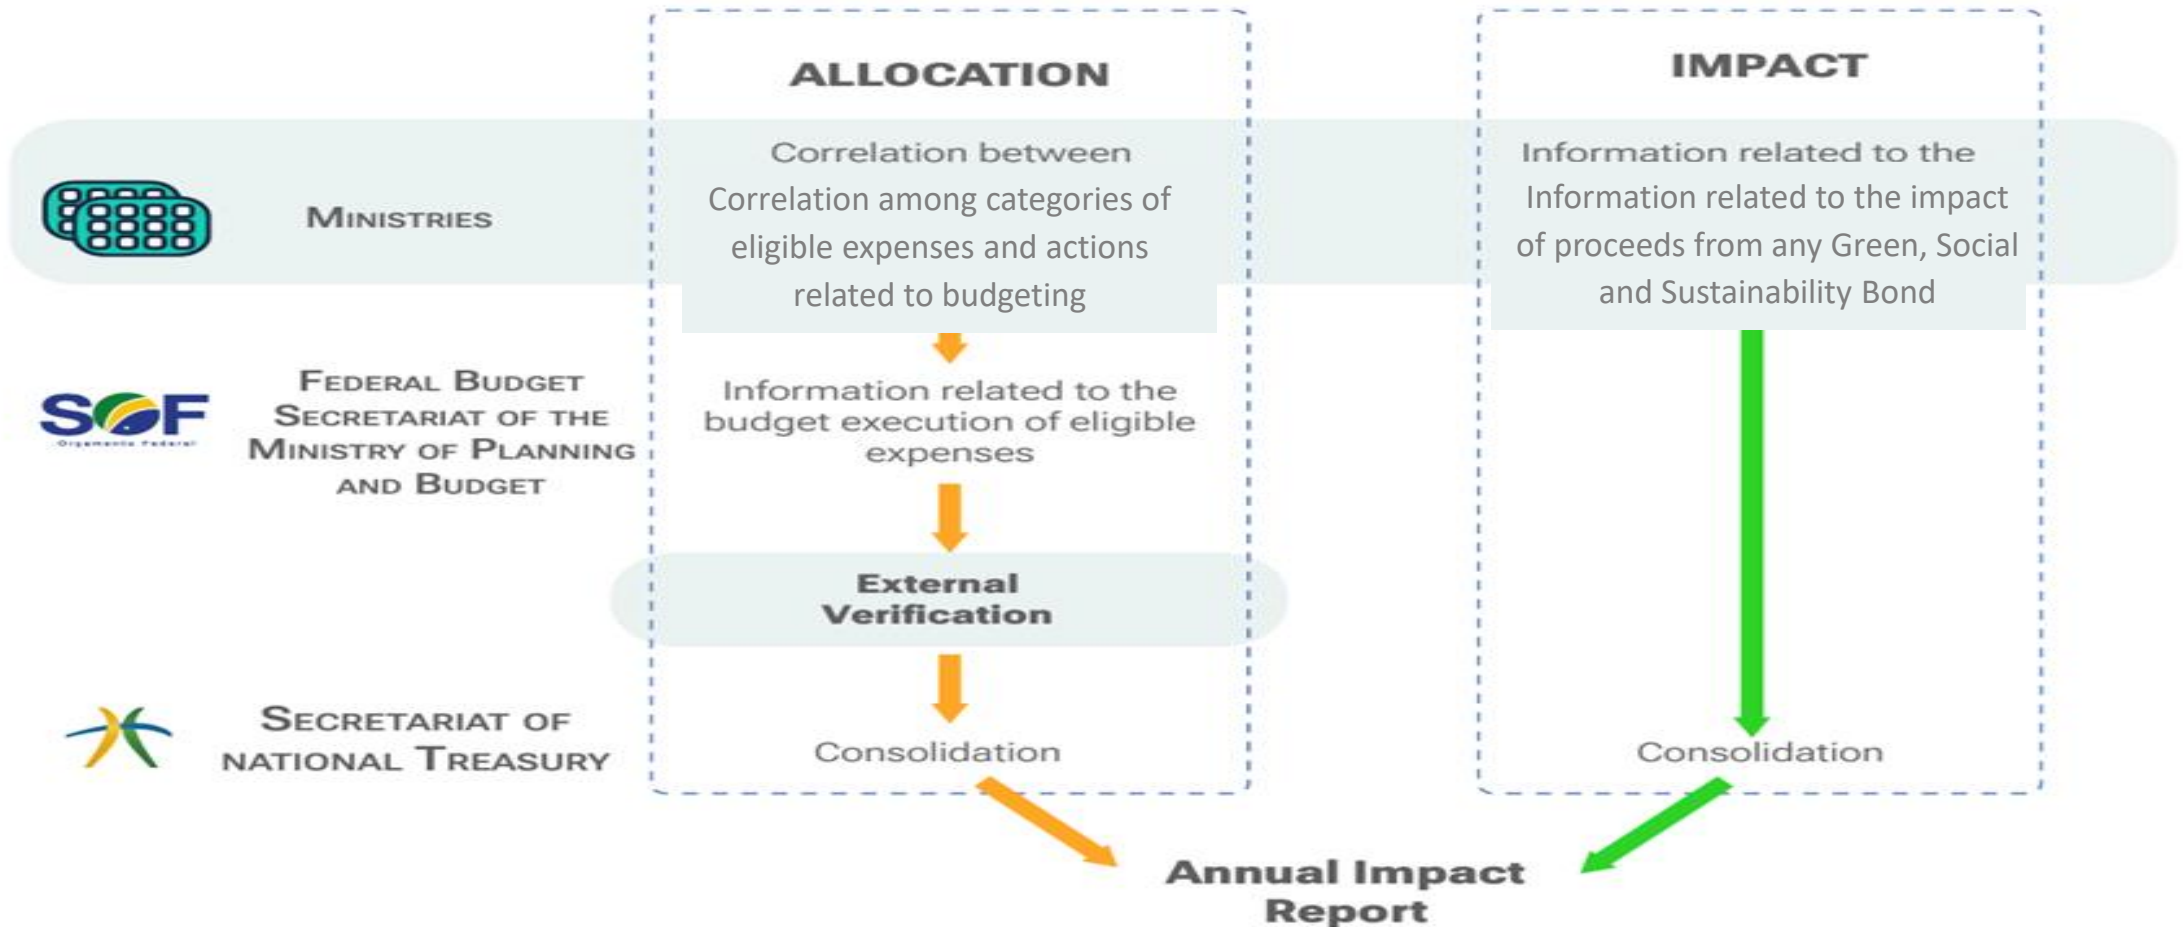 ALLOCATION
IMPACT
MINISTRIES
Correlation between
Correlation among categories of
eligible expenses and actions
related to budgeting
Information related to the
Information related to the impact
of proceeds from any Green, Social
and Sustainability Bond
SOF
Orçamento Federal
FEDERAL BUDGET
SECRETARIAT OF THE
MINISTRY OF PLANNING
AND BUDGET
Information related to the
budget execution of eligible
expenses
External
Verification
SECRETARIAT OF
NATIONAL TREASURY
Consolidation
Consolidation
Annual Impact
Report